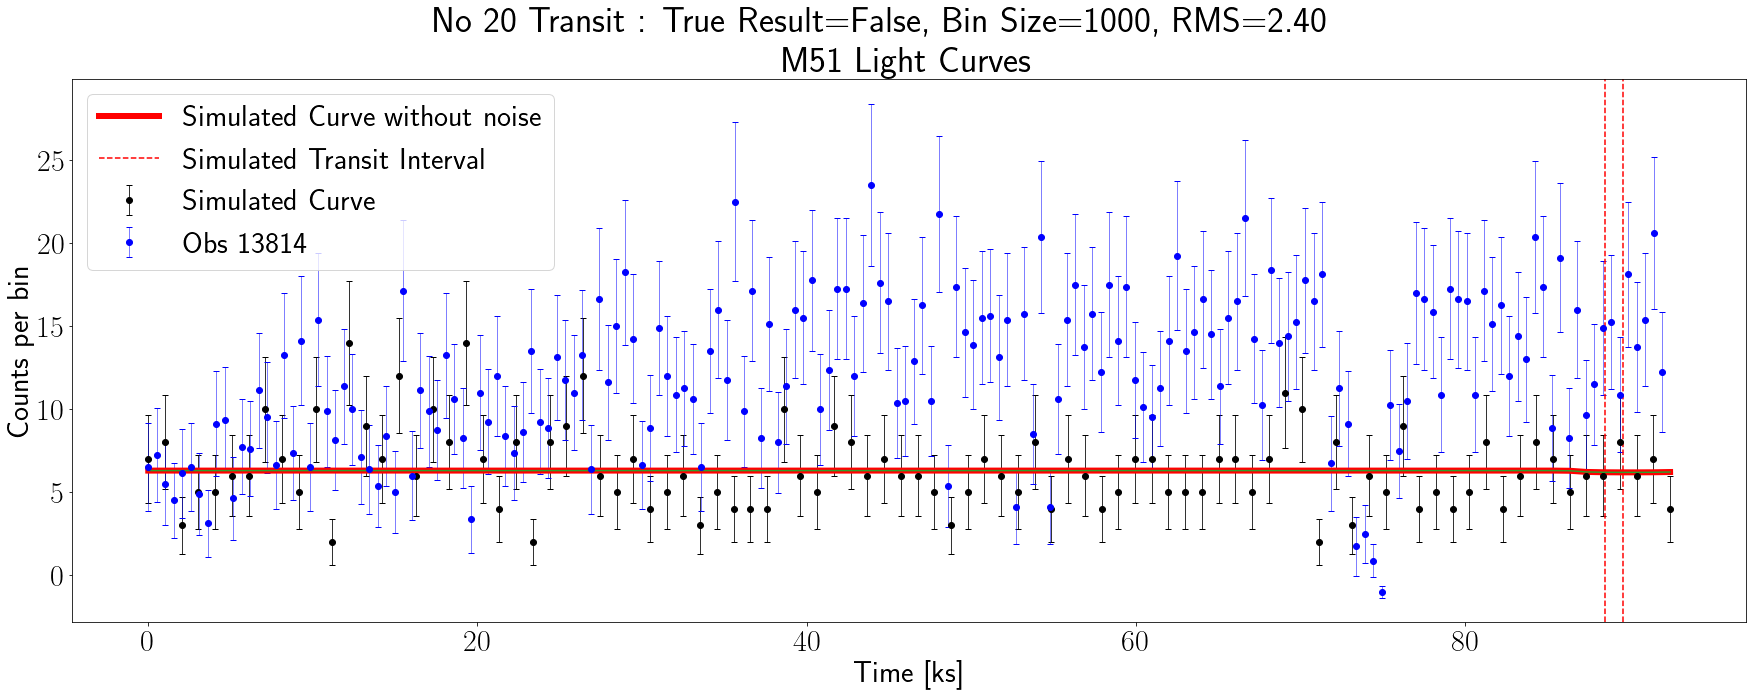 No 20 Transit : True Result=False, Bin Size=1000, RMS=2.40
M51 Light Curves
Simulated Curve without noise
Simulated Transit Interval
Simulated Curve
Obs 13814
Counts per bin
25
20
15
10
5
0
0 20 40 60 80
Time [ks]